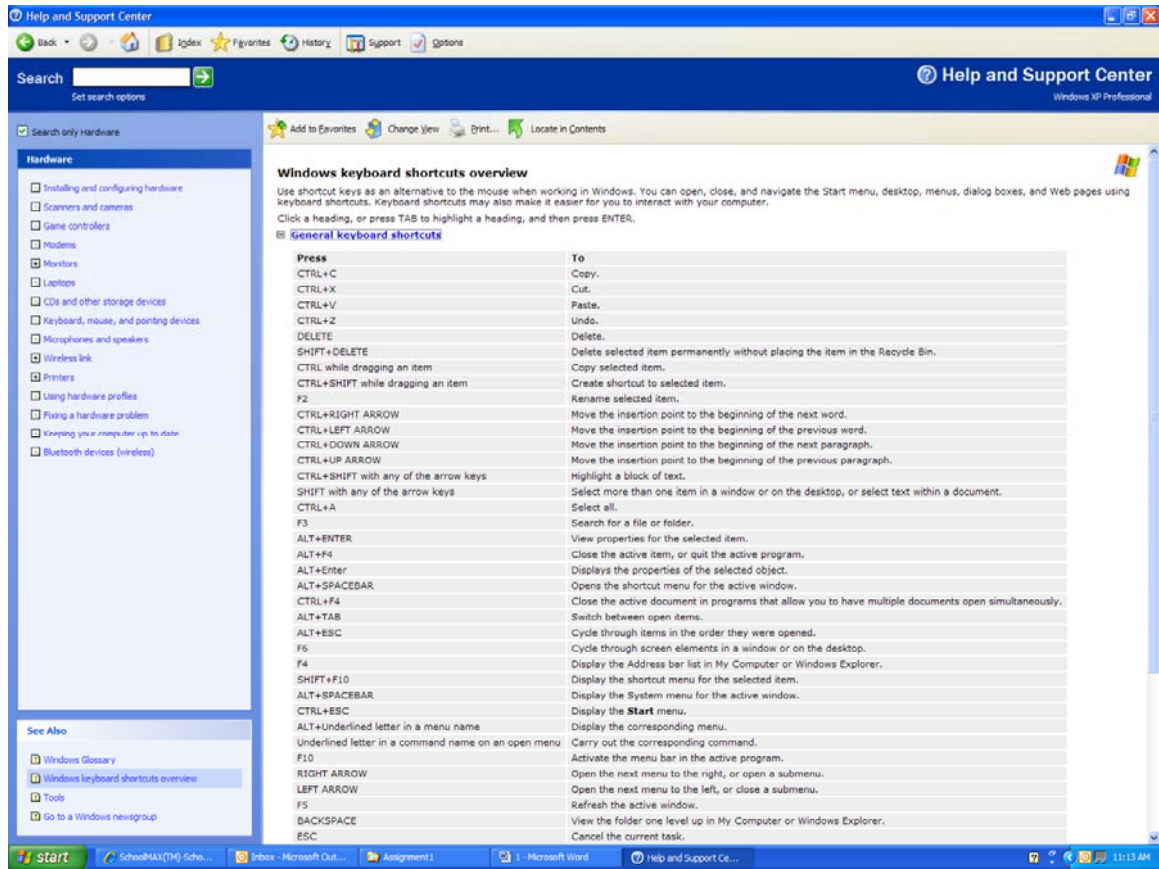 Help and Support Center
Back
Index
Favorites
History
Support
Options
Search
Set search options
Help and Support Center
Windows XP Professional
Search only Hardware
Add to Favorites
Change View
Print...
Locate in Contents
Hardware
Installing and configuring hardware
Scanners and cameras
Game controllers
Modems
Monitors
Laptops
CDs and other storage devices
Keyboard, mouse, and pointing devices
Microphones and speakers
Wireless link
Printers
Using hardware profiles
Fixing a hardware problem
Keeping your computer up to date
Bluetooth devices (wireless)
See Also
Windows Glossary
Windows keyboard shortcuts overview
Tools
Go to a Windows newsgroup
Windows keyboard shortcuts overview
Use shortcut keys as an alternative to the mouse when working in Windows. You can open, close, and navigate the Start menu, desktop, menus, dialog boxes, and Web pages using
keyboard shortcuts. Keyboard shortcuts may also make it easier for you to interact with your computer.
Click a heading, or press TAB to highlight a heading, and then press ENTER.
General keyboard shortcuts
Press To
CTRL+C Copy.
CTRL+X Cut.
CTRL+V Paste.
CTRL+Z Undo.
DELETE Delete.
SHIFT+DELETE Delete selected item permanently without placing the item in the Recycle Bin.
CTRL while dragging an item Copy selected item.
CTRL+SHIFT while dragging an item Create shortcut to selected item.
F2 Rename selected item.
CTRL+RIGHT ARROW Move the insertion point to the beginning of the next word.
CTRL+LEFT ARROW Move the insertion point to the beginning of the previous word.
CTRL+DOWN ARROW Move the insertion point to the beginning of the next paragraph.
CTRL+UP ARROW Move the insertion point to the beginning of the previous paragraph.
CTRL+SHIFT with any of the arrow keys Highlight a block of text.
SHIFT with any of the arrow keys Select more than one item in a window or on the desktop, or select text within a document.
CTRL+A Select all.
F3 Search for a file or folder.
ALT+ENTER View properties for the selected item.
ALT+F4 Close the active item, or quit the active program.
ALT+Enter Displays the properties of the selected object.
ALT+SPACEBAR Opens the shortcut menu for the active window.
CTRL+F4 Close the active document in programs that allow you to have multiple documents open simultaneously.
ALT+TAB Switch between open items.
ALT+ESC Cycle through items in the order they were opened.
F6 Cycle through screen elements in a window or on the desktop.
F4 Display the Address bar list in My Computer or Windows Explorer.
SHIFT+F10 Display the shortcut menu for the selected item.
ALT+SPACEBAR Display the System menu for the active window.
CTRL+ESC Display the Start menu.
ALT+Underlined letter in a menu name Display the corresponding menu.
Underlined letter in a command name on an open menu Carry out the corresponding command.
F10 Activate the menu bar in the active program.
RIGHT ARROW Open the next menu to the right, or open a submenu.
LEFT ARROW Open the next menu to the left, or close a submenu.
F5 Refresh the active window.
BACKSPACE View the folder one level up in My Computer or Windows Explorer.
ESC Cancel the current task.
start
SchoolMAX(TM)-Scho...
Inbox - Microsoft Out...
Assignment1
1 - Microsoft Word
Help and Support Ce...
11:13 AM